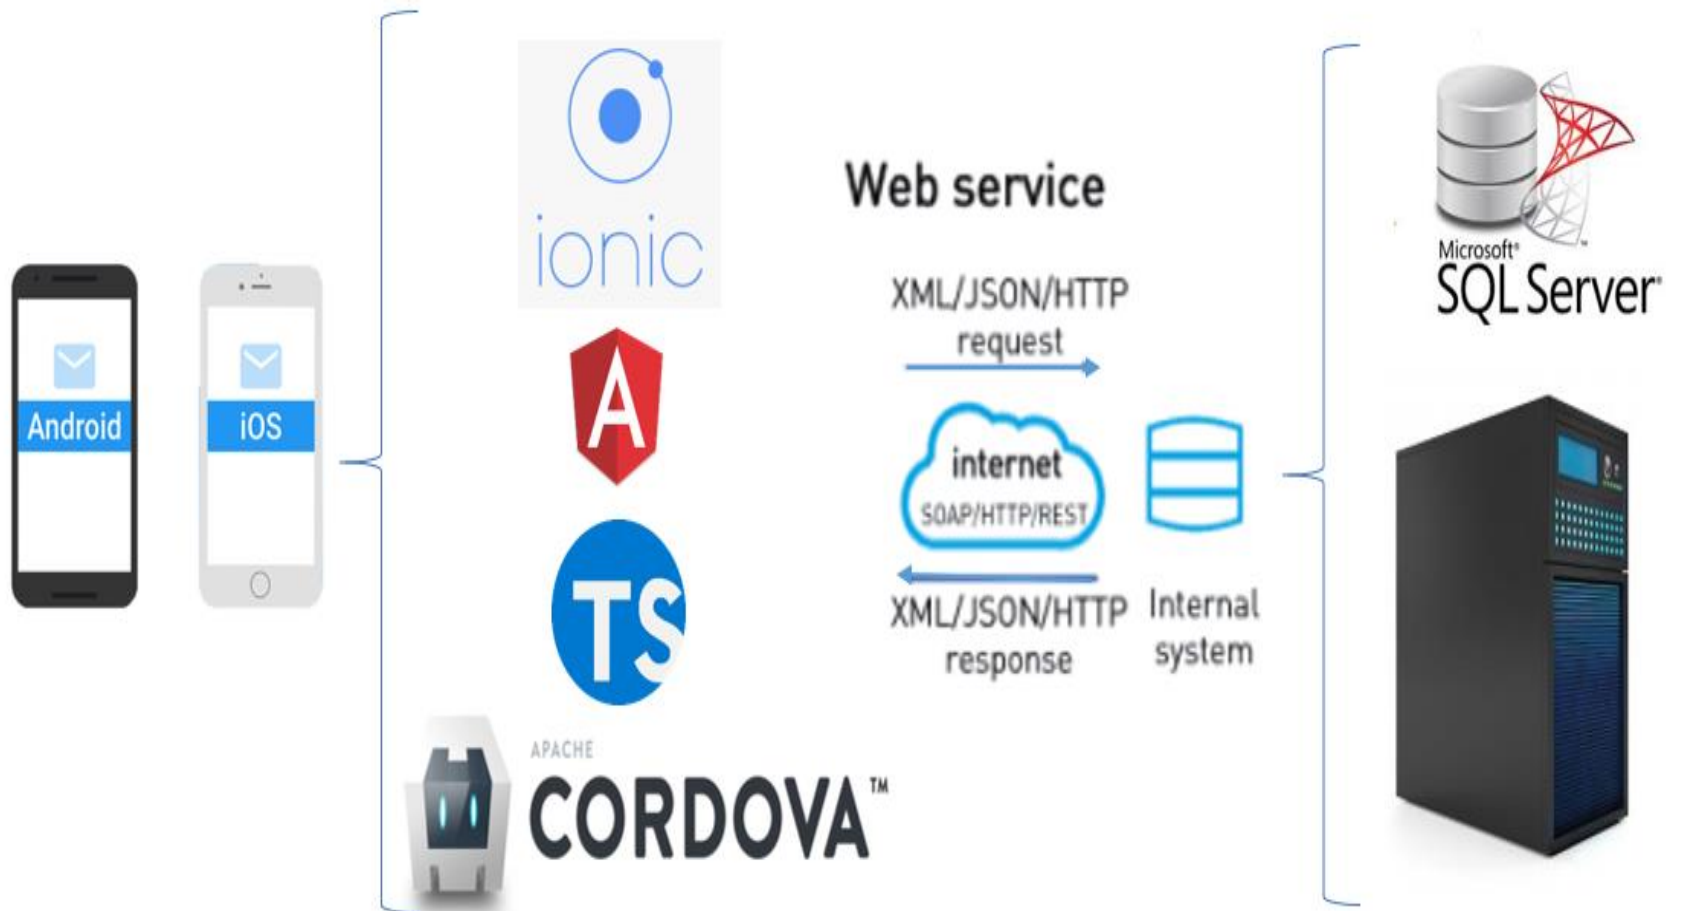 Android
iOS
ionic
A
TS
APACHE
CORDOVA™
Web service
XML/JSON/HTTP
request
internet
SOAP/HTTP/REST
XML/JSON/HTTP
response
Internal
system
Microsoft®
SQL Server®